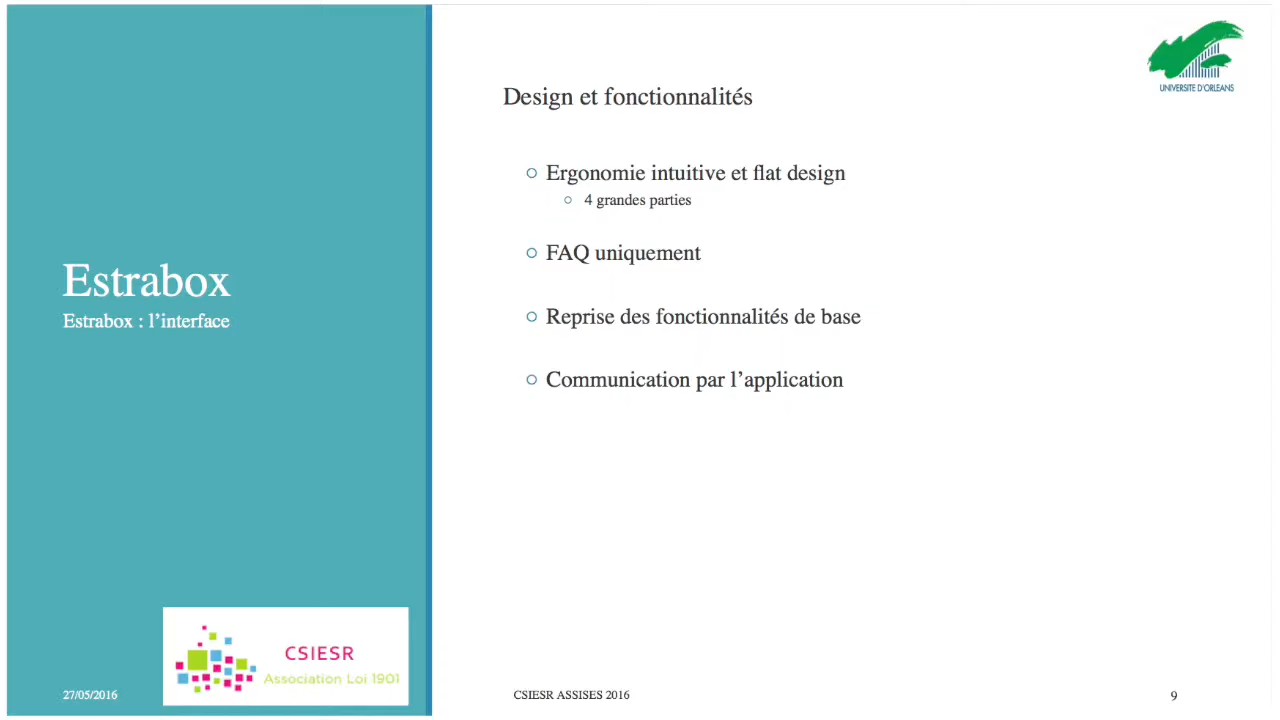 Estrabox
Estrabox : l’interface
CSIESR
Association Loi 1901
27/05/2016
UNIVERSITE D'ORLEANS
Design et fonctionnalités
Ergonomie intuitive et flat design
4 grandes parties
FAQ uniquement
Reprise des fonctionnalités de base
Communication par l’application
CSIESR ASSISES 2016
9